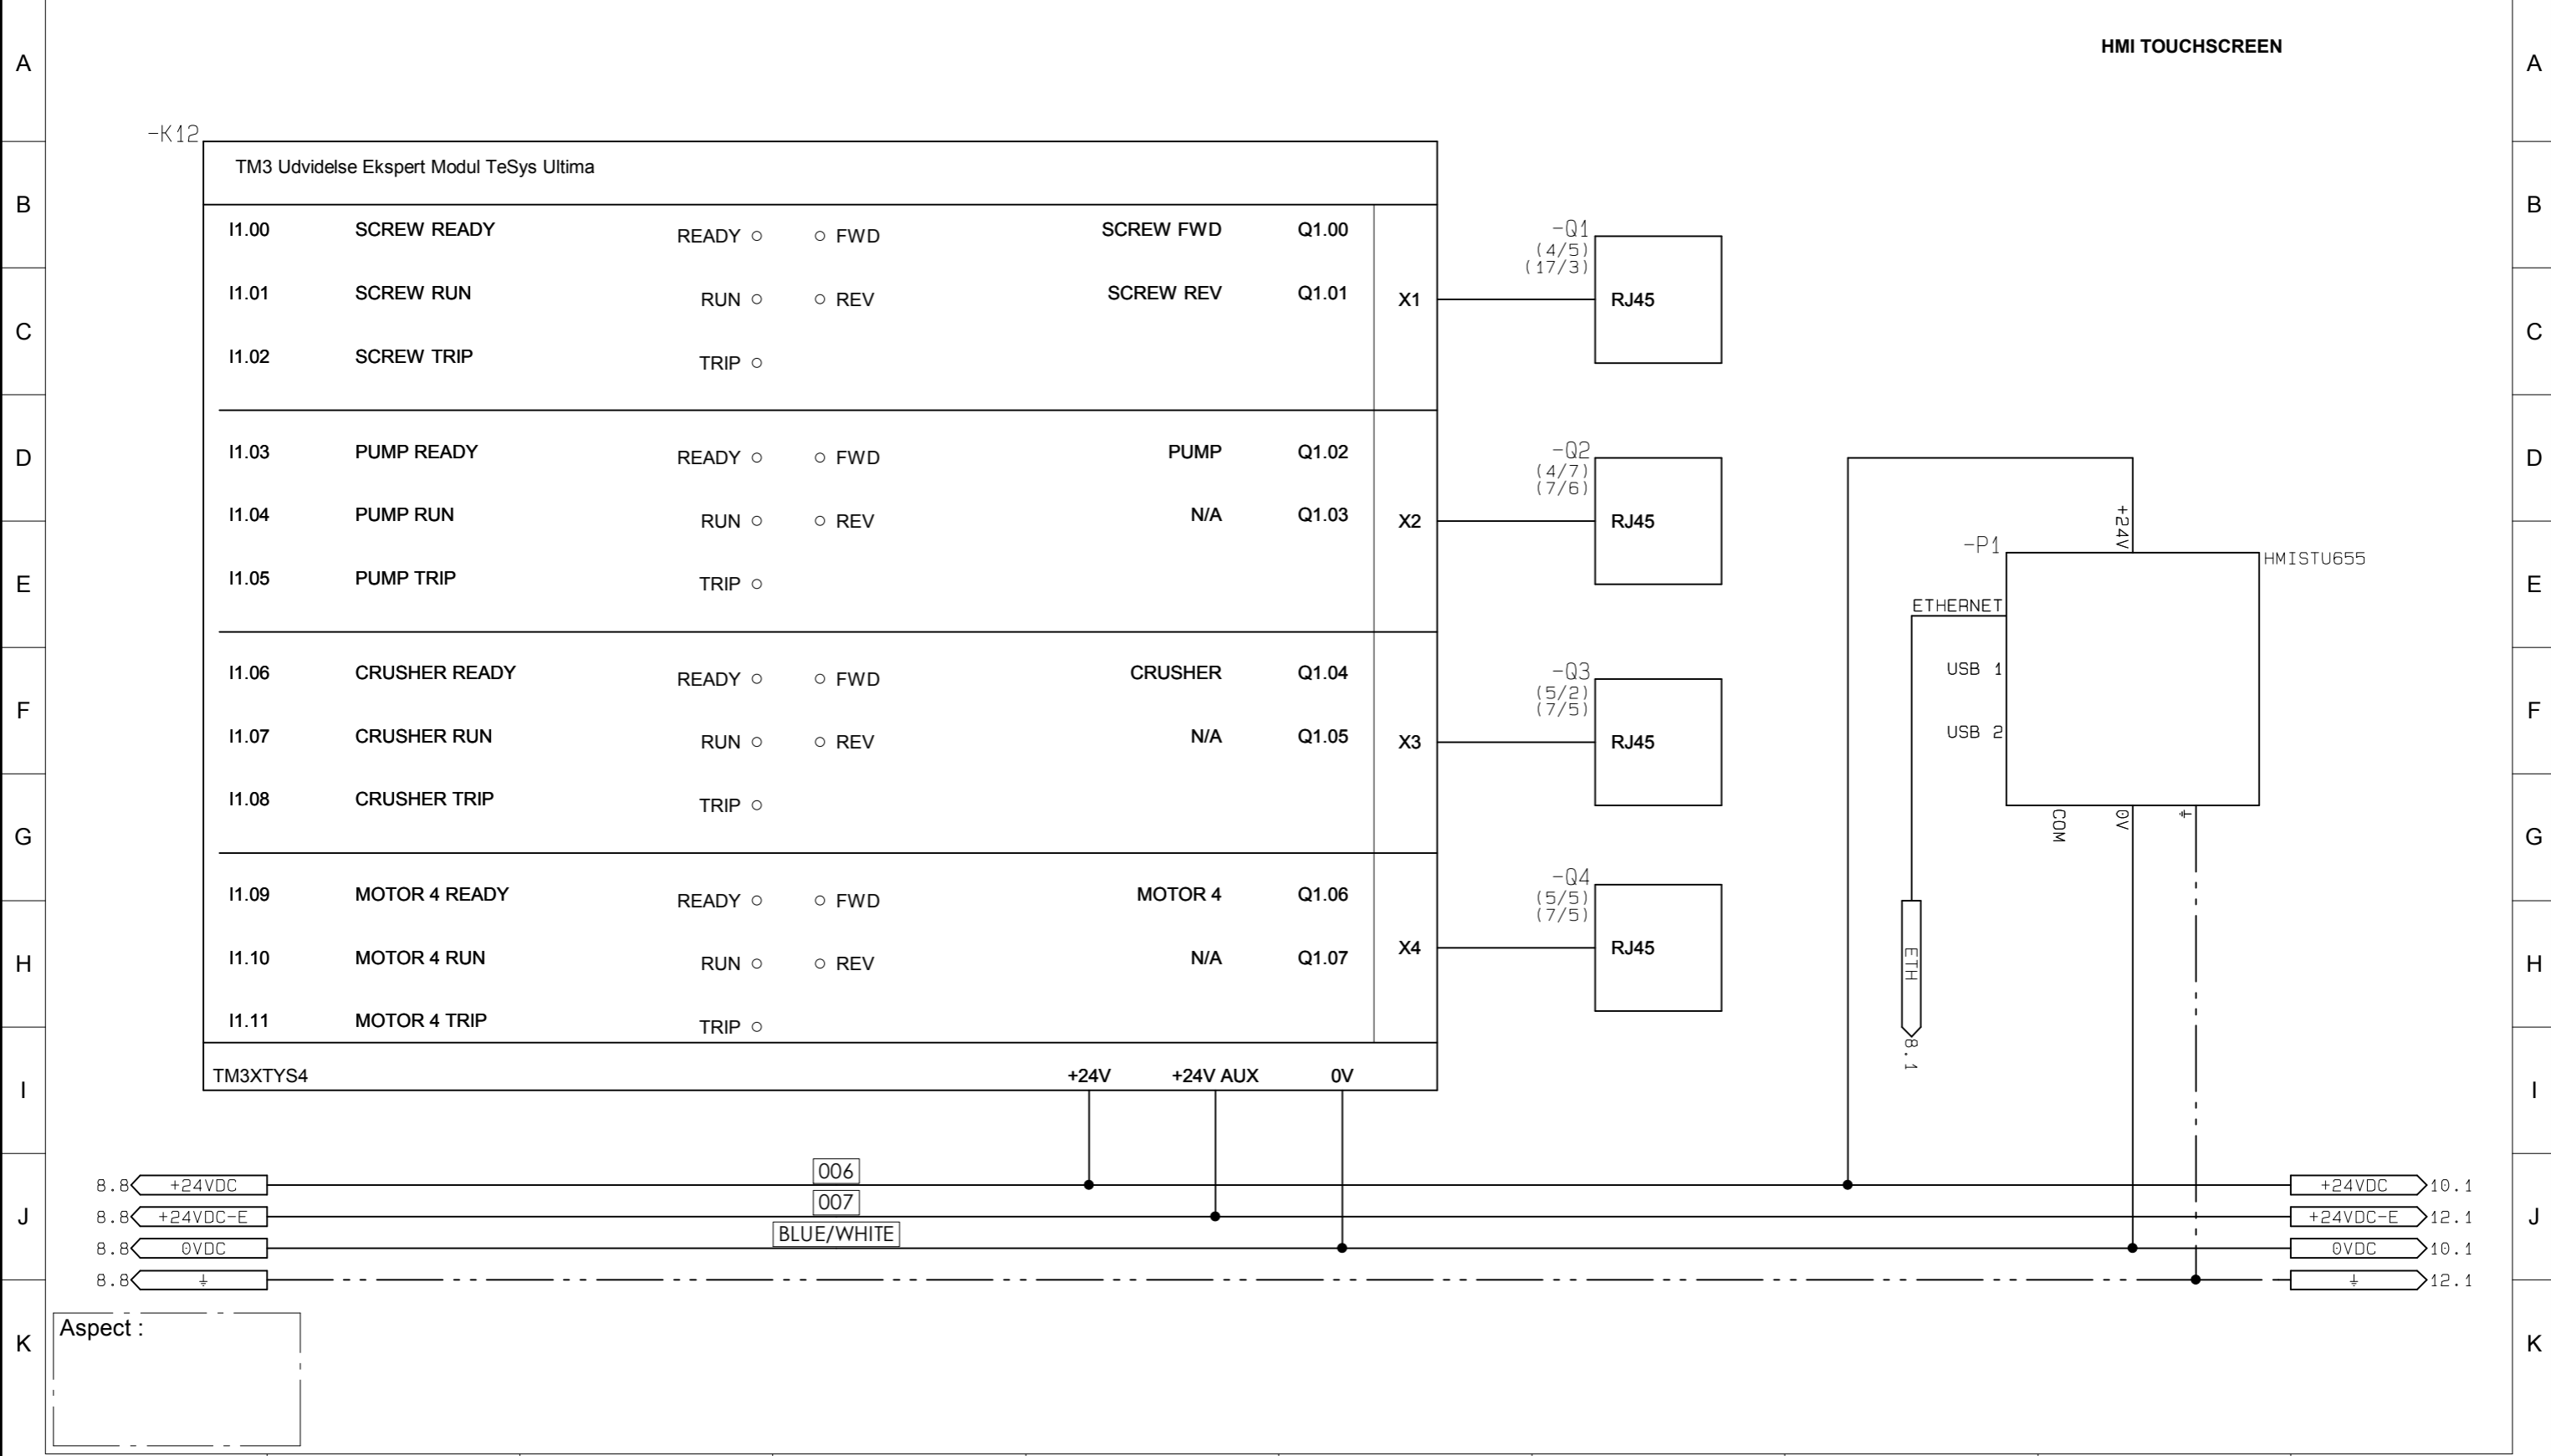 HMI TOUCHSCREEN
A A
-K12
TM3 Udvidelse Ekspert Modul TeSys Ultima
B B
I1.00 SCREW READY READY FWD SCREW FWD Q1.00
-Q1
(4/5)
(17/3)
I1.01 SCREW RUN RUN REV SCREW REV Q1.01 X1 RJ45
C C
I1.02 SCREW TRIP TRIP
D D
I1.03 PUMP READY READY FWD PUMP Q1.02
-Q2
(4/7)
(7/6)
I1.04 PUMP RUN RUN REV N/A Q1.03 X2 RJ45
+24V
-P1
HMISTU655
E E
I1.05 PUMP TRIP TRIP
ETHERNET
I1.06 CRUSHER READY READY FWD CRUSHER Q1.04
-Q3
(5/2)
(7/5)
USB 1
F F
I1.07 CRUSHER RUN RUN REV N/A Q1.05 X3 RJ45
USB 2
I1.08 CRUSHER TRIP TRIP
COM 0V
G G
I1.09 MOTOR 4 READY READY FWD MOTOR 4 Q1.06
-Q4
(5/5)
(7/5)
I1.10 MOTOR 4 RUN RUN REV N/A Q1.07 X4 RJ45
ETH
H H
I1.11 MOTOR 4 TRIP TRIP
8.1
TM3XTYS4 +24V +24V AUX 0V
I I
006
8.8 +24VDC +24VDC 10.1
007
J J
8.8 +24VDC-E +24VDC-E 12.1
BLUE/WHITE
8.8 0VDC 0VDC 10.1
8.8 ⏚ ⏚ 12.1
Aspect :
K K